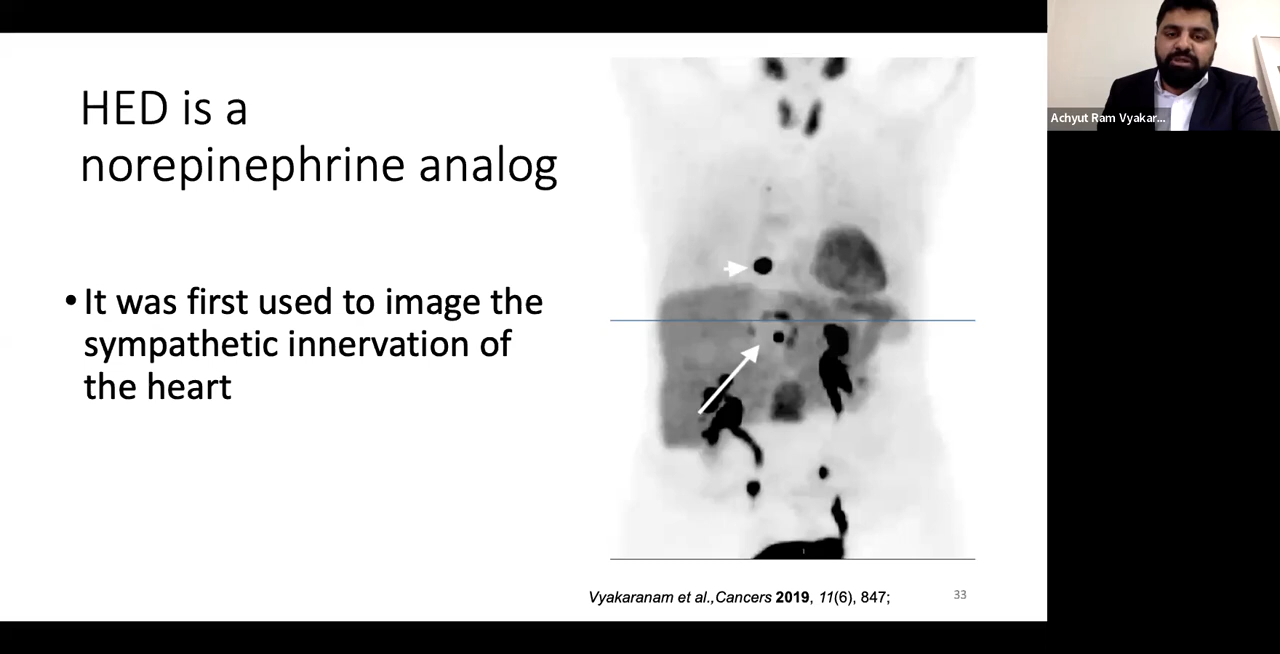 HED is a
norepinephrine analog
• It was first used to image the
sympathetic innervation of
the heart
Vyakaranam et al.,Cancers 2019, 11(6), 847;
33
Achyut Ram Vyakar...